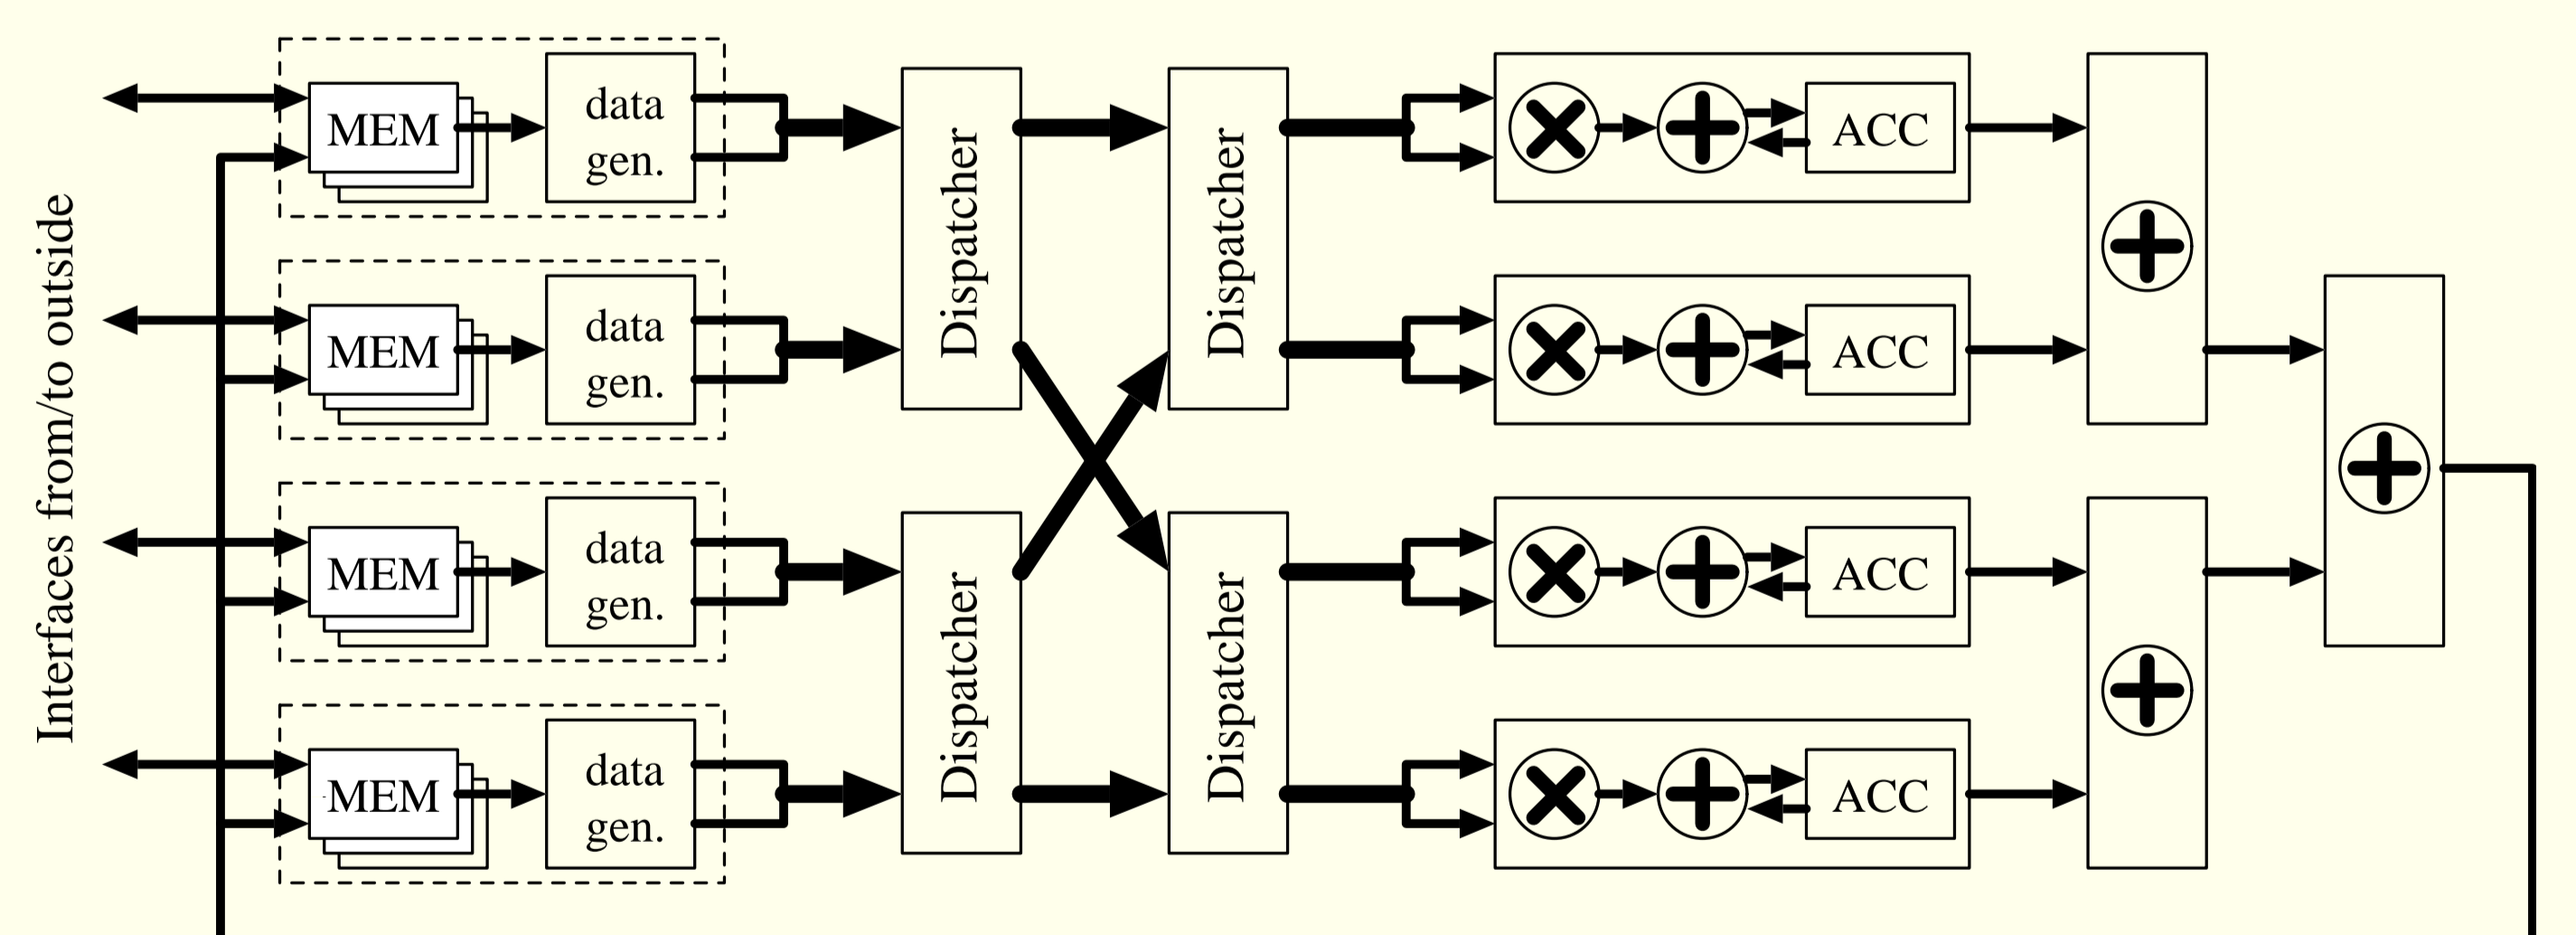 Interfaces from/to outside
MEM
data
gen.
MEM
data
gen.
MEM
data
gen.
MEM
data
gen.
Dispatcher
Dispatcher
Dispatcher
Dispatcher
ACC
ACC
ACC
ACC